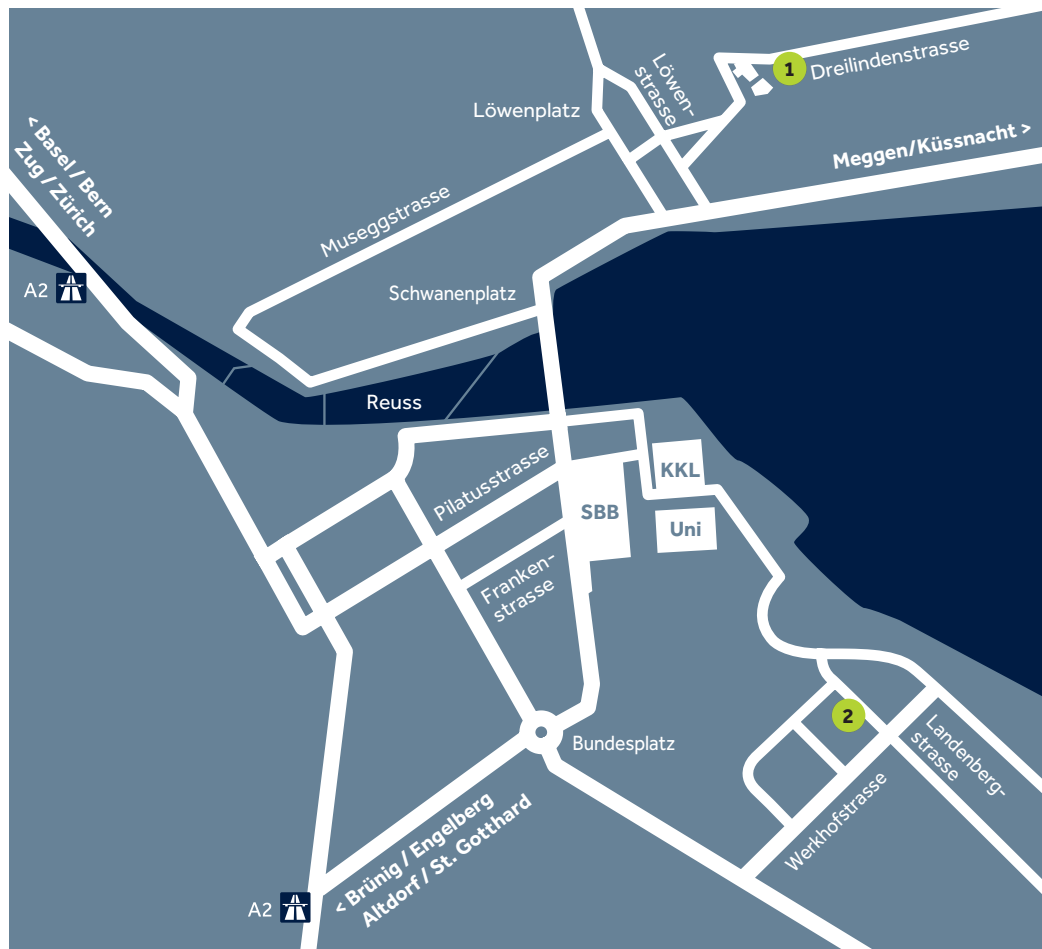 1
Dreilindenstrasse
Löwen-
strasse
Löwenplatz
Meggen/Küssnacht >
< Basel / Bern
Zug / Zürich
Museggstrasse
A2
Schwanenplatz
Reuss
Pilatusstrasse
KKL
SBB
Uni
Franken-
strasse
2
Landenberg-
strasse
Bundesplatz
Werkhofstrasse
< Brünig / Engelberg
Altdorf / St. Gotthard
A2